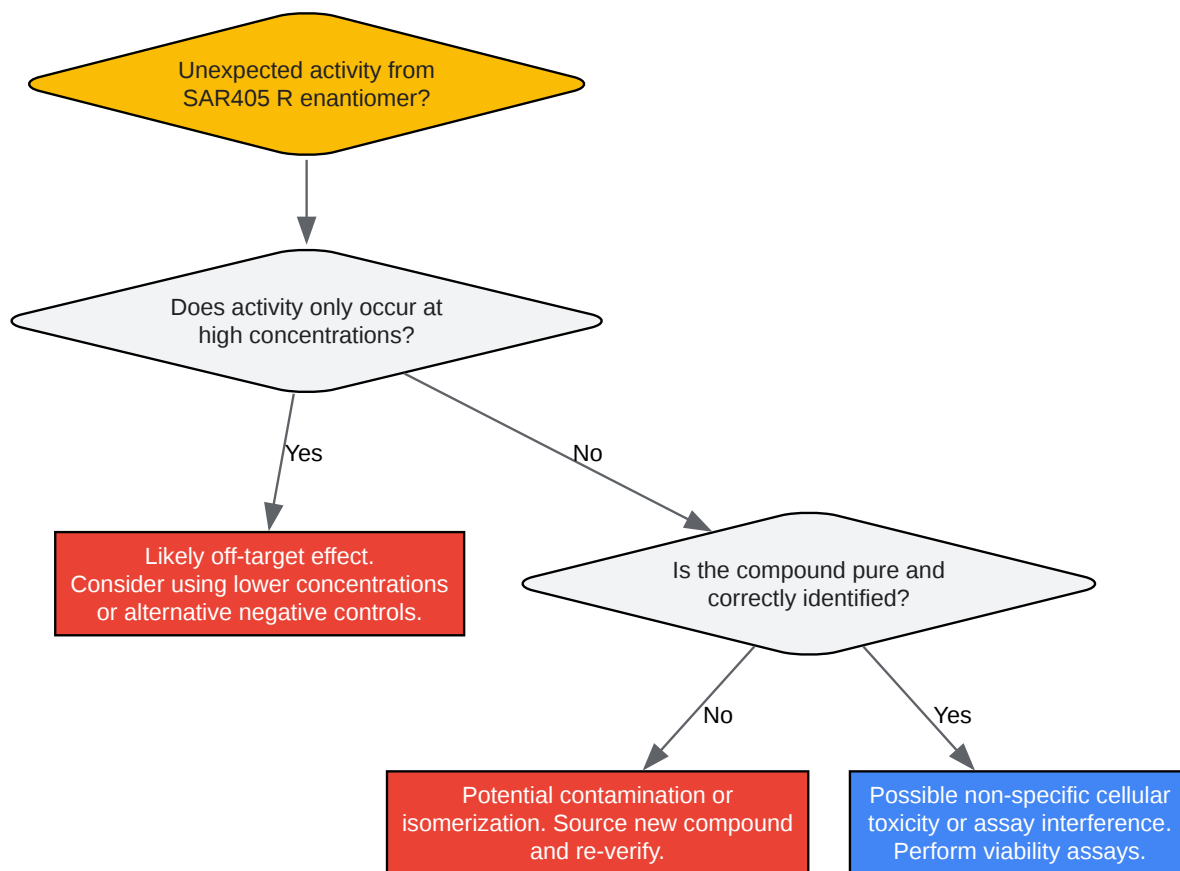 Unexpected activity from
SAR405 R enantiomer?
Does activity only occur at
high concentrations?
Yes
No
Likely off-target effect.
Consider using lower concentrations
or alternative negative controls.
Is the compound pure and
correctly identified?
No
Yes
Potential contamination or
isomerization. Source new compound
and re-verify.
Possible non-specific cellular
toxicity or assay interference.
Perform viability assays.